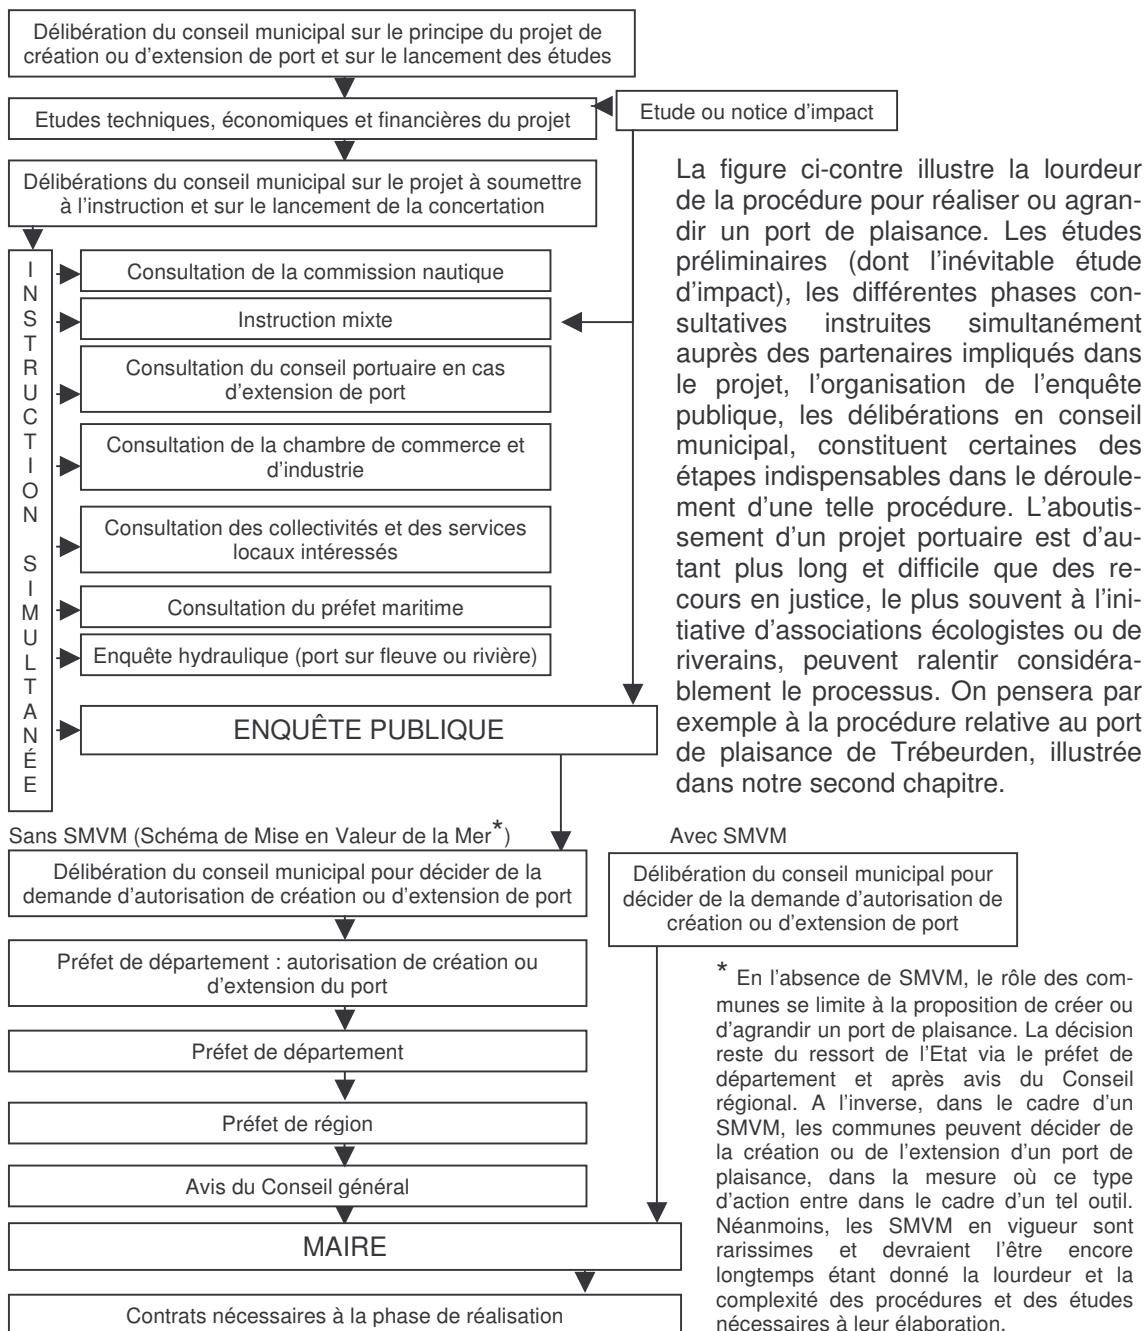 Délibération du conseil municipal sur le principe du projet de
création ou d'extension de port et sur le lancement des études
Etudes techniques, économiques et financières du projet
Etude ou notice d'impact
Délibérations du conseil municipal sur le projet à soumettre
à l'instruction et sur le lancement de la concertation
INSTRUCTION SIMULTANÉE
Consultation de la commission nautique
Instruction mixte
Consultation du conseil portuaire en cas
d'extension de port
Consultation de la chambre de commerce et
d'industrie
Consultation des collectivités et des services
locaux intéressés
Consultation du préfet maritime
Enquête hydraulique (port sur fleuve ou rivière)
ENQUÊTE PUBLIQUE
La figure ci-contre illustre la lourdeur
de la procédure pour réaliser ou agran-
dir un port de plaisance. Les études
préliminaires (dont l'inévitable étude
d'impact), les différentes phases con-
sultatives instruites simultanément
auprès des partenaires impliqués dans
le projet, l'organisation de l'enquête
publique, les délibérations en conseil
municipal, constituent certaines des
étapes indispensables dans le déroule-
ment d'une telle procédure. L'aboutis-
sement d'un projet portuaire est d'au-
tant plus long et difficile que des re-
cours en justice, le plus souvent à l'ini-
tiative d'associations écologistes ou de
riverains, peuvent ralentir considéra-
blement le processus. On pensera par
exemple à la procédure relative au port
de plaisance de Trébeurden, illustrée
dans notre second chapitre.
Sans SMVM (Schéma de Mise en Valeur de la Mer*)
Délibération du conseil municipal pour décider de la
demande d'autorisation de création ou d'extension de port
Préfet de département : autorisation de création ou
d'extension du port
Préfet de département
Préfet de région
Avis du Conseil général
MAIRE
Contrats nécessaires à la phase de réalisation
Avec SMVM
Délibération du conseil municipal pour
décider de la demande d'autorisation de
création ou d'extension de port
* En l'absence de SMVM, le rôle des com-
munes se limite à la proposition de créer ou
d'agrandir un port de plaisance. La décision
reste du ressort de l'Etat via le préfet de
département et après avis du Conseil
régional. A l'inverse, dans le cadre d'un
SMVM, les communes peuvent décider de
la création ou de l'extension d'un port de
plaisance, dans la mesure où ce type
d'action entre dans le cadre d'un tel outil.
Néanmoins, les SMVM en vigueur sont
rarissimes et devraient l'être encore
longtemps étant donné la lourdeur et la
complexité des procédures et des études
nécessaires à leur élaboration.